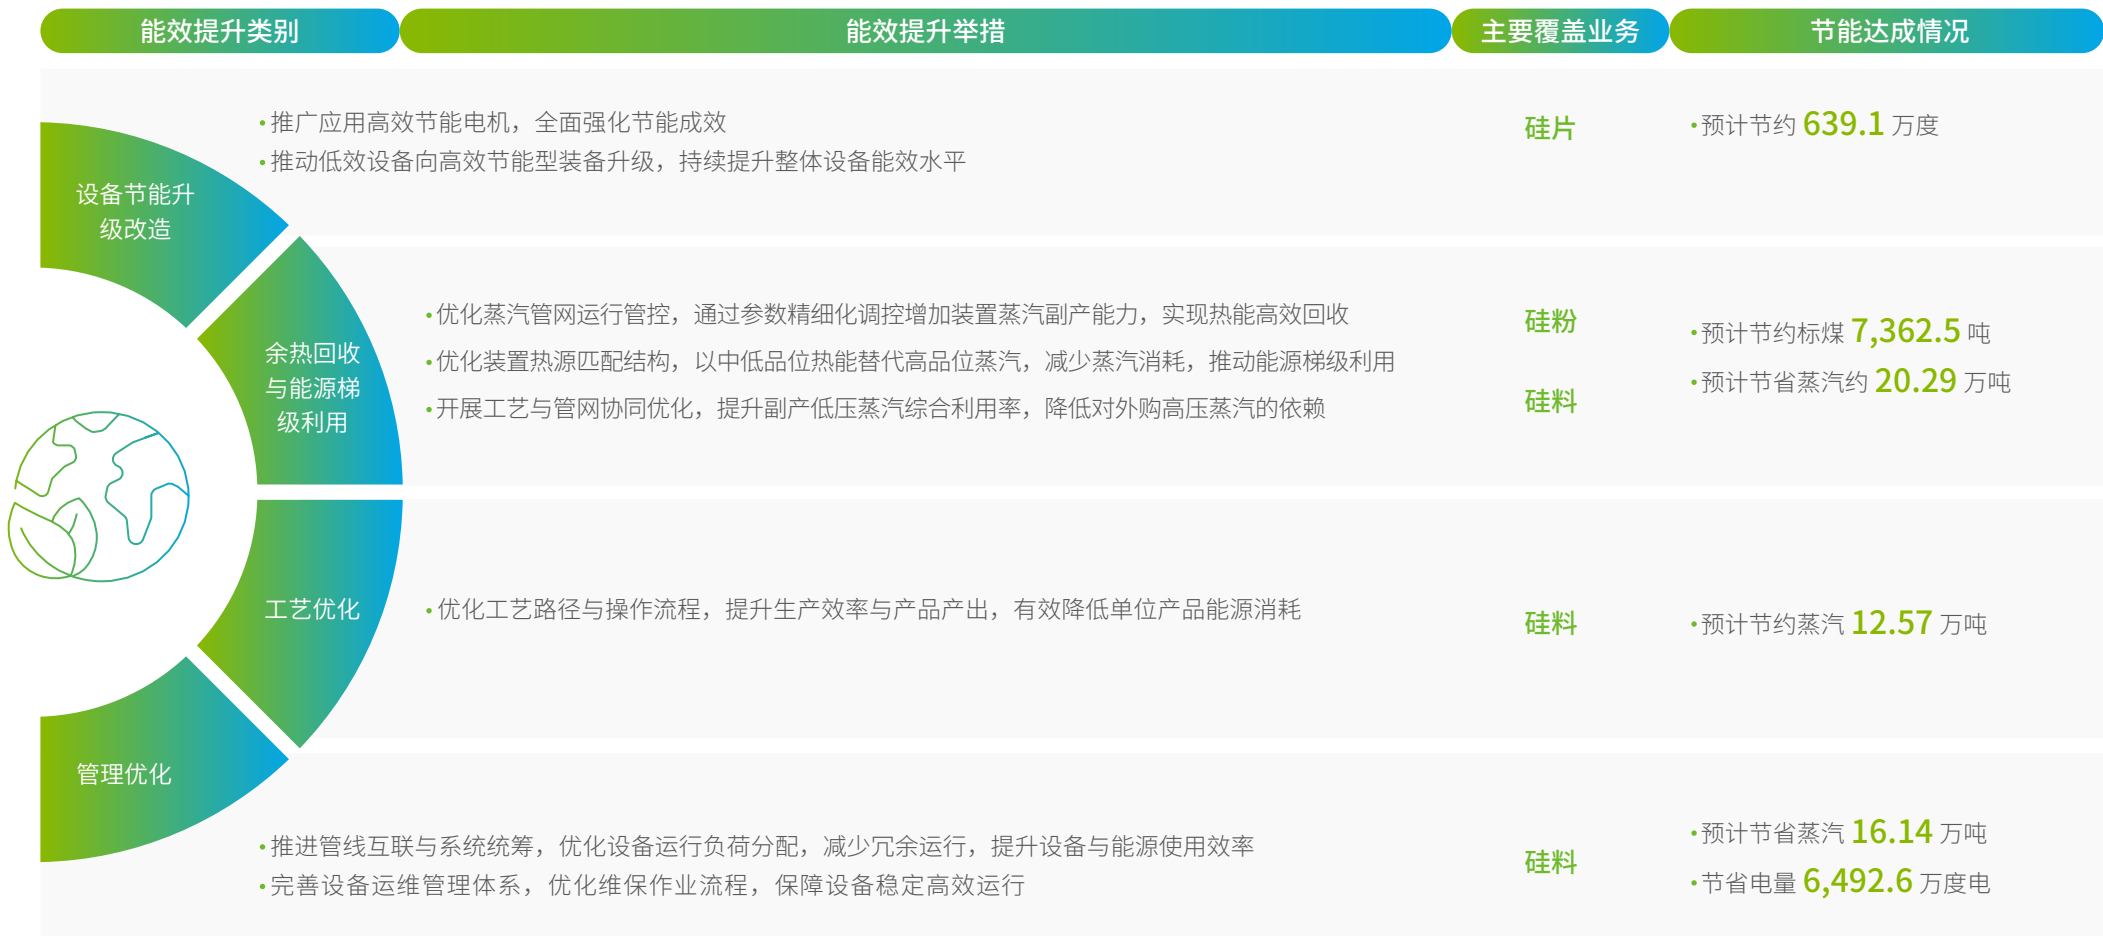 能效提升类别
能效提升举措
主要覆盖业务
节能达成情况
设备节能升
级改造
•推广应用高效节能电机，全面强化节能成效
•推动低效设备向高效节能型装备升级，持续提升整体设备能效水平
硅片
•预计节约 639.1 万度
余热回收
与能源梯
级利用
•优化蒸汽管网运行管控，通过参数精细化调控增加装置蒸汽副产能力，实现热能高效回收
•优化装置热源匹配结构，以中低品位热能替代高品位蒸汽，减少蒸汽消耗，推动能源梯级利用
•开展工艺与管网协同优化，提升副产低压蒸汽综合利用率，降低对外购高压蒸汽的依赖
硅粉
硅料
•预计节约标煤 7,362.5 吨
•预计节省蒸汽约 20.29 万吨
工艺优化
•优化工艺路径与操作流程，提升生产效率与产品产出，有效降低单位产品能源消耗
硅料
•预计节约蒸汽 12.57 万吨
管理优化
•推进管线互联与系统统筹，优化设备运行负荷分配，减少冗余运行，提升设备与能源使用效率
•完善设备运维管理体系，优化维保作业流程，保障设备稳定高效运行
硅料
•预计节省蒸汽 16.14 万吨
•节省电量 6,492.6 万度电